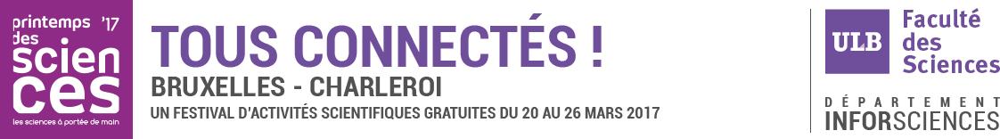 printemps '17
des
scien
ces
les sciences à portée de main
TOUS CONNECTÉS !
BRUXELLES - CHARLEROI
UN FESTIVAL D'ACTIVITÉS SCIENTIFIQUES GRATUITES DU 20 AU 26 MARS 2017
ULB
Faculté
des
Sciences
DÉPARTEMENT
INFORSCIENCES